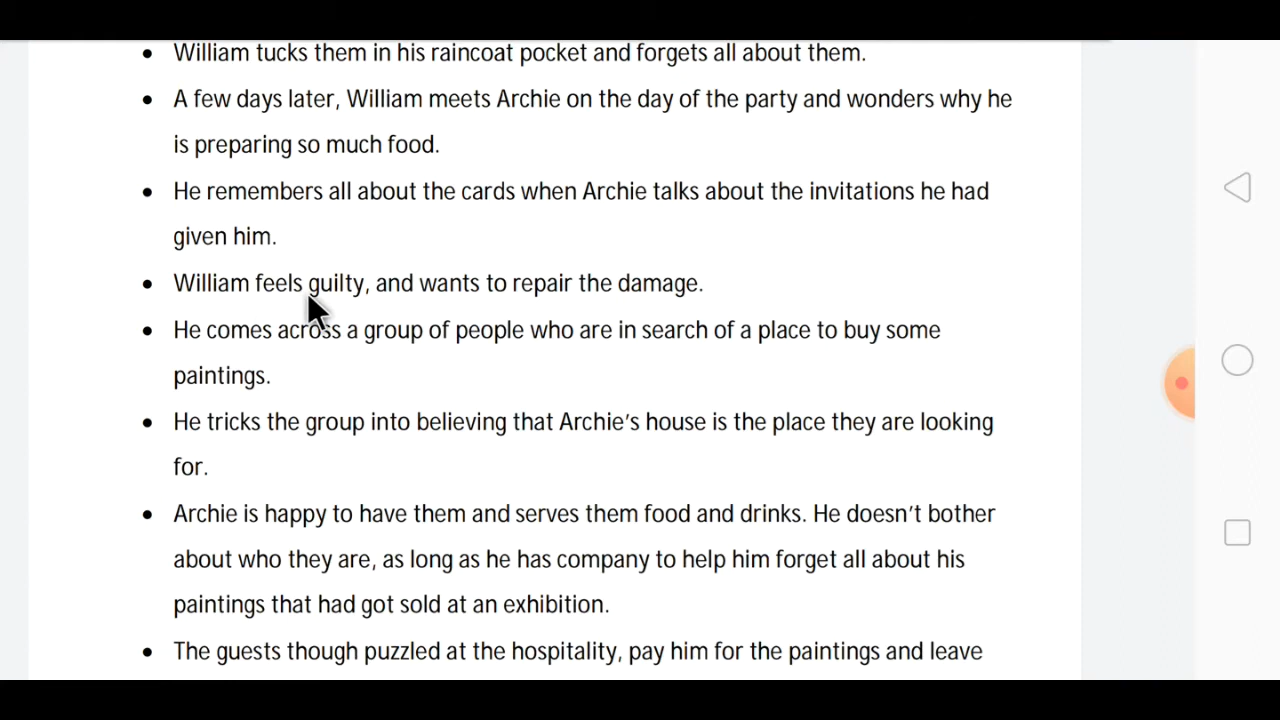 • William tucks them in his raincoat pocket and forgets all about them.
• A few days later, William meets Archie on the day of the party and wonders why he
is preparing so much food.
• He remembers all about the cards when Archie talks about the invitations he had
given him.
• William feels guilty, and wants to repair the damage.
• He comes across a group of people who are in search of a place to buy some
paintings.
• He tricks the group into believing that Archie’s house is the place they are looking
for.
• Archie is happy to have them and serves them food and drinks. He doesn’t bother
about who they are, as long as he has company to help him forget all about his
paintings that had got sold at an exhibition.
• The guests though puzzled at the hospitality, pay him for the paintings and leave